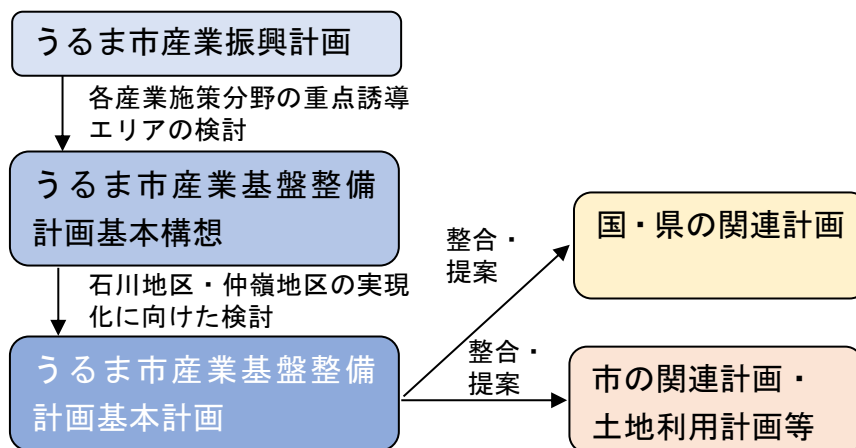 うるま市産業振興計画
各産業施策分野の重点誘導
エリアの検討
うるま市産業基盤整備
計画基本構想
石川地区・仲嶺地区の実現
化に向けた検討
うるま市産業基盤整備
計画基本計画
整合・
提案
国・県の関連計画
整合・
提案
市の関連計画・
土地利用計画等